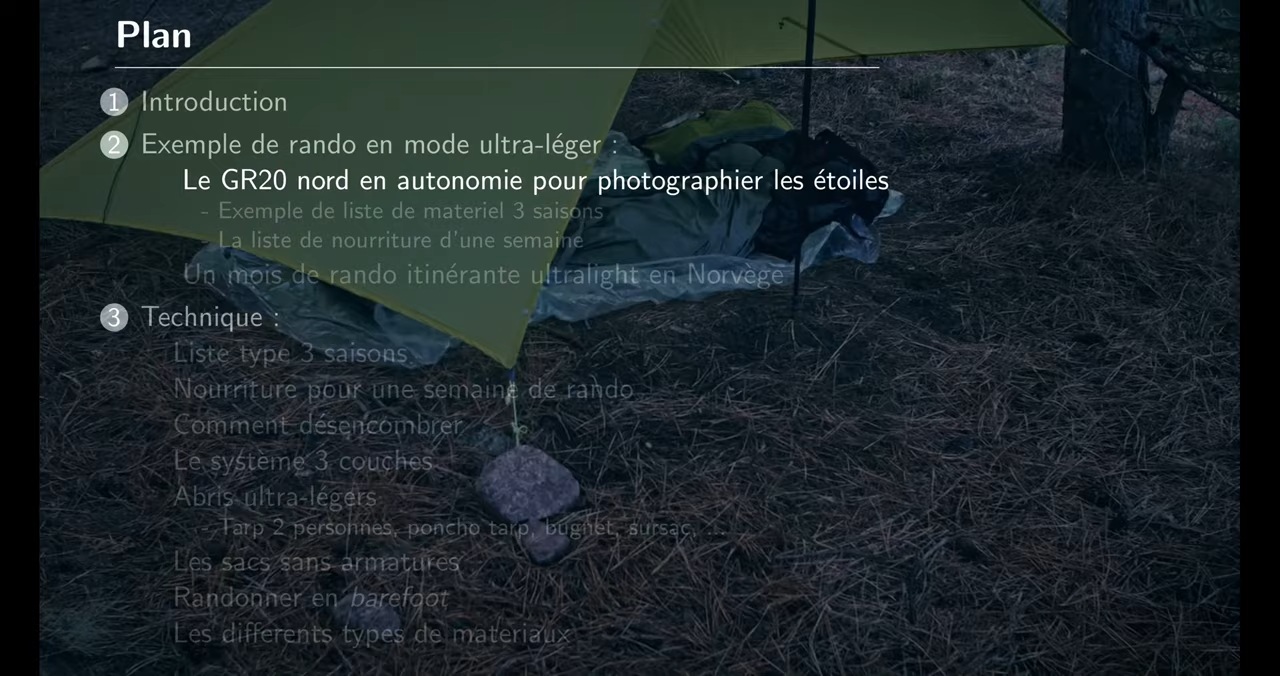 Plan
1 Introduction
2 Exemple de rando en mode ultra-léger :
Le GR20 nord en autonomie pour photographier les étoiles
- Exemple de liste de materiel 3 saisons
- La liste de nourriture d'une semaine
Un mois de rando itinérante ultralight en Norvège
3 Technique :
Liste type 3 saisons
Nourriture pour une semaine de rando
Comment désencombrer
Le système 3 couches
Abris ultra-légers
- Tarp 2 personnes, poncho tarp, bugnet, sursac, ...
Les sacs sans armatures
Randonner en barefoot
Les differents types de materiaux